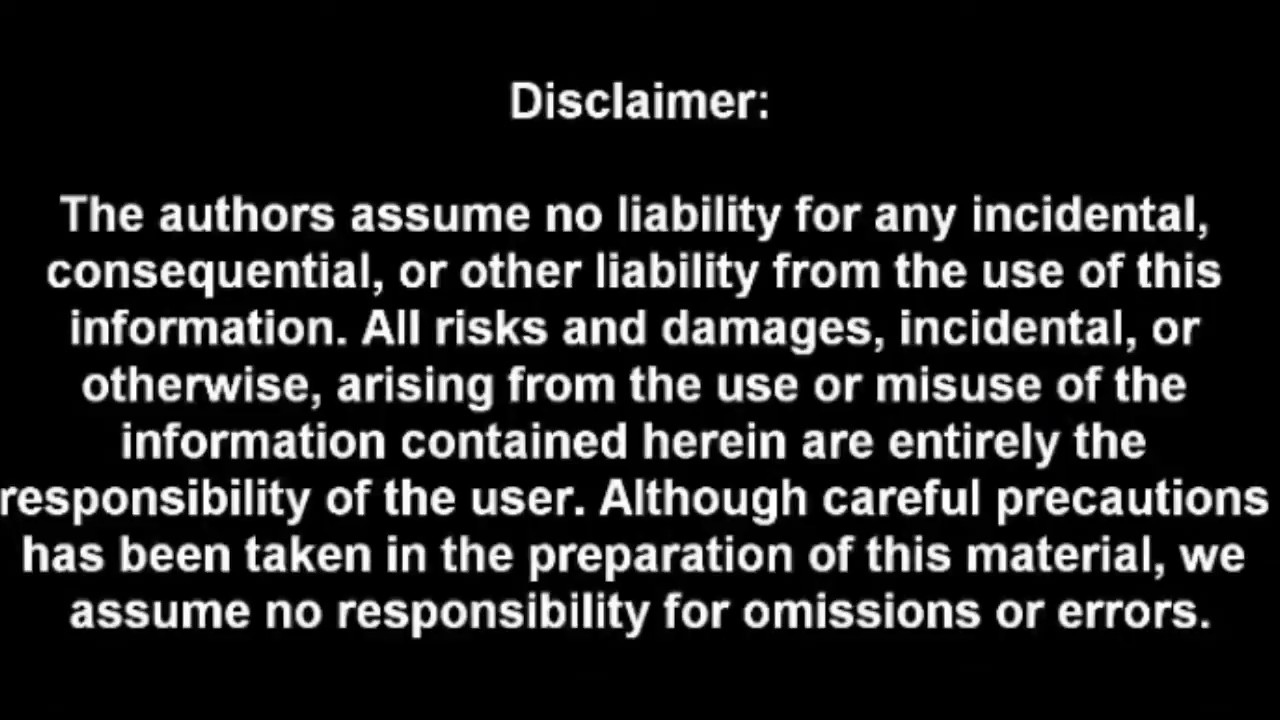 Disclaimer:
The authors assume no liability for any incidental,
consequential, or other liability from the use of this
information. All risks and damages, incidental, or
otherwise, arising from the use or misuse of the
information contained herein are entirely the
responsibility of the user. Although careful precautions
has been taken in the preparation of this material, we
assume no responsibility for omissions or errors.